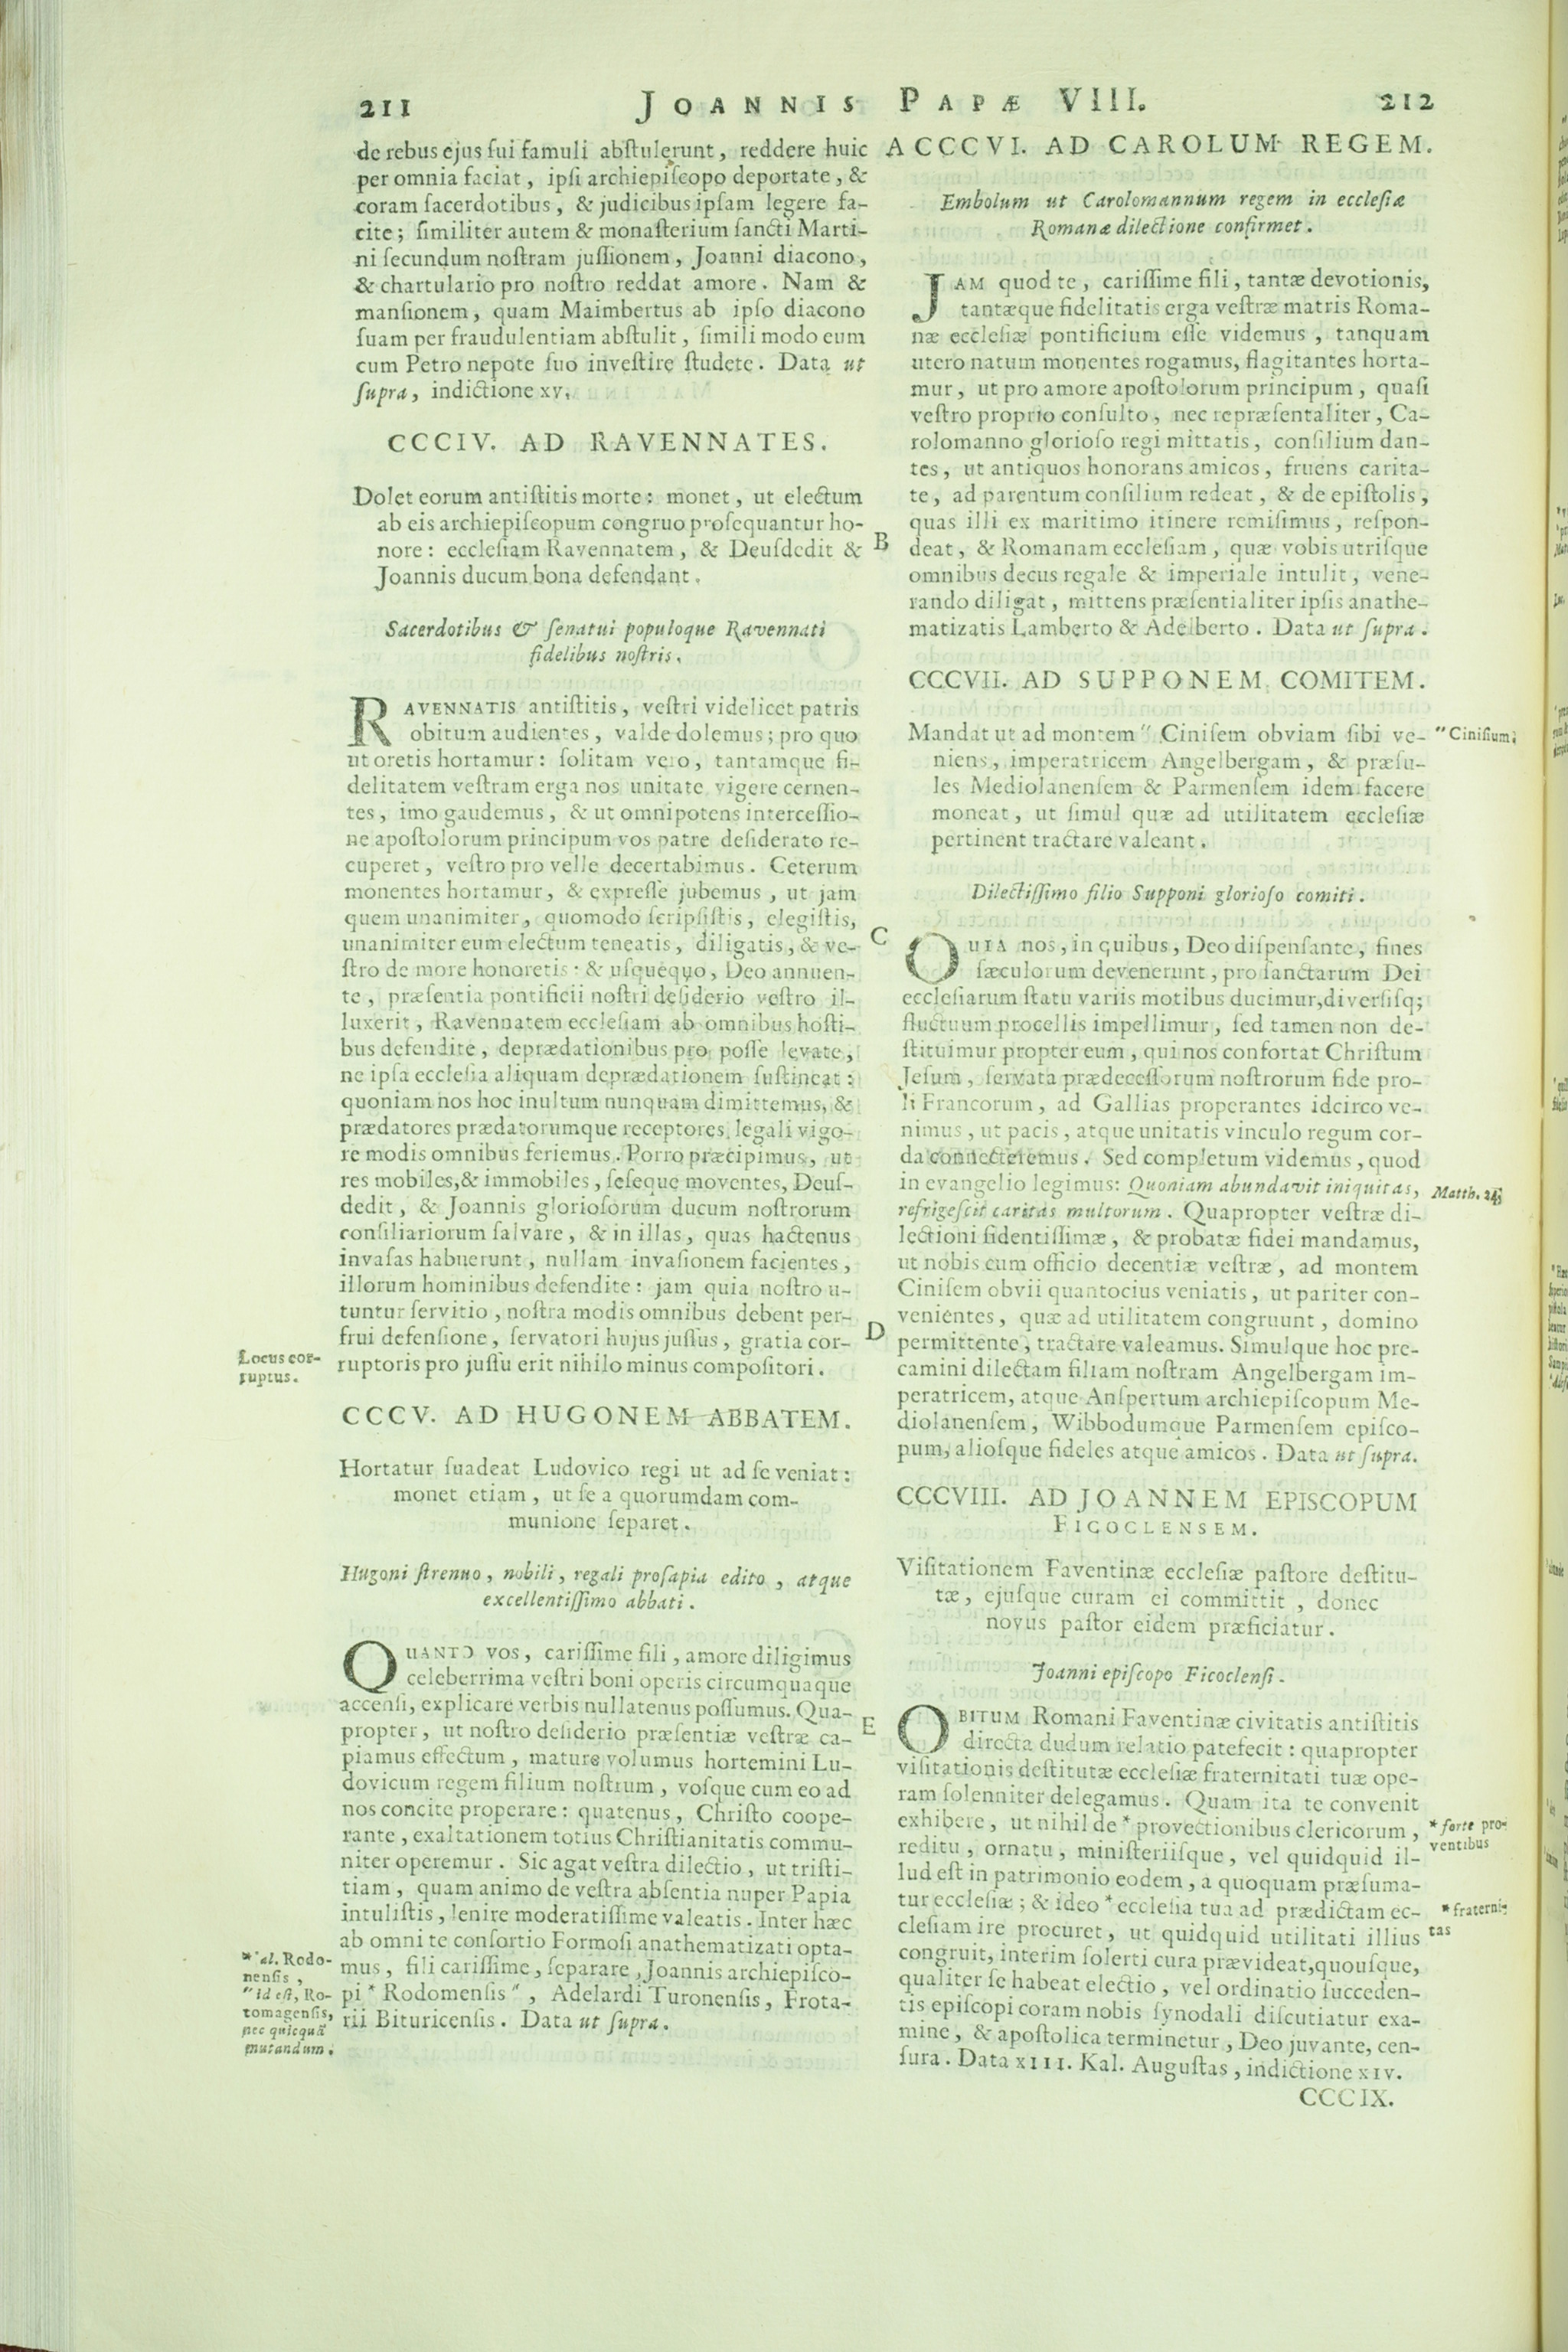 211
JOANNIS PAPÆ VIII.
212
de rebus ejus sui famuli abſtulerunt, reddere huic
per omnia faciat, ipſi archiepiſcopo deportate, &
coram ſacerdotibus, & judicibus ipſam legere fa-
cite; ſimiliter autem & monaſterium ſancti Marti-
ni ſecundum noſtram juſſionem, Joanni diacono,
& chartulario pro noſtro reddat amore. Nam &
manſionem, quam Maimbertus ab ipſo diacono
ſuam per fraudulentiam abſtulit, ſimili modo eum
cum Petro nepote ſuo inveſtire ſtudete. Data ut
ſupra, indictione xv.
CCCIV. AD RAVENNATES.
Dolet eorum antiſtitis morte: monet, ut electum
ab eis archiepiſcopum congruo proſequantur ho-
nore: eccleſiam Ravennatem, & Deuſdedit &
Joannis ducum bona defendant.
Sacerdotibus & ſenatui populoque Ravennati
fidelibus noſtris.
RAVENNATIS antiſtitis, veſtri videlicet patris
obitum audientes, valde dolemus; pro quo
ut oretis hortamur: ſolitam vero, tantamque fi-
delitatem veſtram erga nos unitate vigere cernen-
tes, imo gaudemus, & ut omnipotens interceſſio-
ne apoſtolorum principum vos patre deſiderato re-
cuperet, veſtro pro velle decertabimus. Ceterum
monentes hortamur, & expreſſe jubemus, ut jam
quem unanimiter, quomodo ſcripſiſtis, elegiſtis,
unanimiter eum electum teneatis, diligatis, & ve-
ſtro de more honoretis: & uſquequo, Deo annuen-
te, præſentia pontificii noſtri deſiderio veſtro il-
luxerit, Ravennatem eccleſiam ab omnibus hoſti-
bus defendite, deprædationibus pro poſſe levate,
ne ipſa eccleſia aliquam deprædationem ſuſtineat:
quoniam nos hoc inultum nunquam dimittemus, &
prædatores prædatorumque receptores legali vigo-
re modis omnibus feriemus. Porro præcipimus, ut
res mobiles, & immobiles, ſeſeque moventes, Deuſ-
dedit, & Joannis glorioſorum ducum noſtrorum
conſiliariorum ſalvare, & in illas, quas hactenus
invaſas habuerunt, nullam invaſionem facientes,
illorum hominibus defendite: jam quia noſtro u-
tuntur ſervitio, noſtra modis omnibus debent per-
frui defenſione, ſervatori hujus juſſus, gratia cor-
ruptoris pro juſſu erit nihilo minus compoſitori.
Locus cor-
ruptus.
CCCV. AD HUGONEM ABBATEM.
Hortatur ſuadeat Ludovico regi ut ad ſe veniat:
monet etiam, ut ſe a quorumdam com-
munione ſeparet.
Hugoni ſtrenuo, nobili, regali proſapia edito, atque
excellentiſſimo abbati.
QUANTO vos, cariſſime fili, amore diligimus
celeberrima veſtri boni operis circumquaque
accenſi, explicare verbis nullatenus poſſumus. Qua-
propter, ut noſtro deſiderio præſentiæ veſtræ ca-
piamus effectum, mature volumus hortemini Lu-
dovicum regem filium noſtrum, voſque cum eo ad
nos concite properare: quatenus, Chriſto coope-
rante, exaltationem totius Chriſtianitatis commu-
niter operemur. Sic agat veſtra dilectio, ut triſti-
tiam, quam animo de veſtra abſentia nuper Papia
intuliſtis, lenire moderatiſſime valeatis. Inter hæc
ab omni te conſortio Formoſi anathematizati opta-
mus, fili cariſſime, ſeparare, Joannis archiepiſco-
pi * Rodomenſis ", Adelardi Turonenſis, Frota-
rii Bituricenſis. Data ut ſupra.
* al. Rodo-
nenſis,
" id eſt, Ro-
tomagenſis,
nec quicquã
mutandum.
A
B
C
D
E
CCCVI. AD CAROLUM REGEM.
Embolum ut Carolomannum regem in eccleſiæ
Romanæ dilectione confirmet.
JAM quod te, cariſſime fili, tantæ devotionis,
tantæque fidelitatis erga veſtræ matris Roma-
næ eccleſiæ pontificium eſſe videmus, tanquam
utero natum monentes rogamus, flagitantes horta-
mur, ut pro amore apoſtolorum principum, quaſi
veſtro proprio conſulto, nec repræſentaliter, Ca-
rolomanno glorioſo regi mittatis, conſilium dan-
tes, ut antiquos honorans amicos, fruens carita-
te, ad parentum conſilium redeat, & de epiſtolis,
quas illi ex maritimo itinere remiſimus, reſpon-
deat, & Romanam eccleſiam, quæ vobis utriſque
omnibus decus regale & imperiale intulit, vene-
rando diligat, mittens præſentialiter ipſis anathe-
matizatis Lamberto & Adelberto. Data ut ſupra.
CCCVII. AD SUPPONEM COMITEM.
Mandat ut ad montem " Ciniſem obviam ſibi ve-
niens, imperatricem Angelbergam, & præſu-
les Mediolanenſem & Parmenſem idem facere
moneat, ut ſimul quæ ad utilitatem eccleſiæ
pertinent tractare valeant.
" Ciniſium.
Dilectiſſimo filio Supponi glorioſo comiti.
QUIA nos, in quibus, Deo diſpenſante, fines
ſæculorum devenerunt, pro ſanctarum Dei
eccleſiarum ſtatu variis motibus ducimur, diverſiſq;
fluctuum procellis impellimur, ſed tamen non de-
ſtituimur propter eum, qui nos confortat Chriſtum
Jeſum, ſervata prædeceſſorum noſtrorum fide pro-
li Francorum, ad Gallias properantes idcirco ve-
nimus, ut pacis, atque unitatis vinculo regum cor-
da connecteremus. Sed completum videmus, quod
in evangelio legimus: Quoniam abundavit iniquitas,
refrigeſcit caritas multorum. Quapropter veſtræ di-
lectioni fidentiſſimæ, & probatæ fidei mandamus,
ut nobis cum officio decentiæ veſtræ, ad montem
Ciniſem obvii quantocius veniatis, ut pariter con-
venientes, quæ ad utilitatem congruunt, domino
permittente, tractare valeamus. Simulque hoc pre-
camini dilectam filiam noſtram Angelbergam im-
peratricem, atque Anſpertum archiepiſcopum Me-
diolanenſem, Wibbodumque Parmenſem epiſco-
pum, alioſque fideles atque amicos. Data ut ſupra.
Matth. 24.
CCCVIII. AD JOANNEM EPISCOPUM
FICOCLENSEM.
Viſitationem Faventinæ eccleſiæ paſtore deſtitu-
tæ, ejuſque curam ei committit, donec
novus paſtor eidem præficiatur.
Joanni epiſcopo Ficoclenſi.
OBITUM Romani Faventinæ civitatis antiſtitis
directa dudum relatio patefecit: quapropter
viſitationis deſtitutæ eccleſiæ fraternitati tuæ ope-
ram ſolenniter delegamus. Quam ita te convenit
exhibere, ut nihil de * provectionibus clericorum,
reditu, ornatu, miniſteriiſque, vel quidquid il-
lud eſt in patrimonio eodem, a quoquam præſuma-
tur eccleſiæ; & ideo * eccleſia tua ad prædictam ec-
cleſiam ire procuret, ut quidquid utilitati illius
congruit, interim ſolerti cura prævideat, quouſque,
qualiter ſe habeat electio, vel ordinatio ſucceden-
tis epiſcopi coram nobis ſynodali diſcutiatur exa-
mine, & apoſtolica terminetur, Deo juvante, cen-
ſura. Data XIII. Kal. Auguſtas, indictione XIV.
* forte pro-
ventibus
* fraterni-
tas
CCCIX.